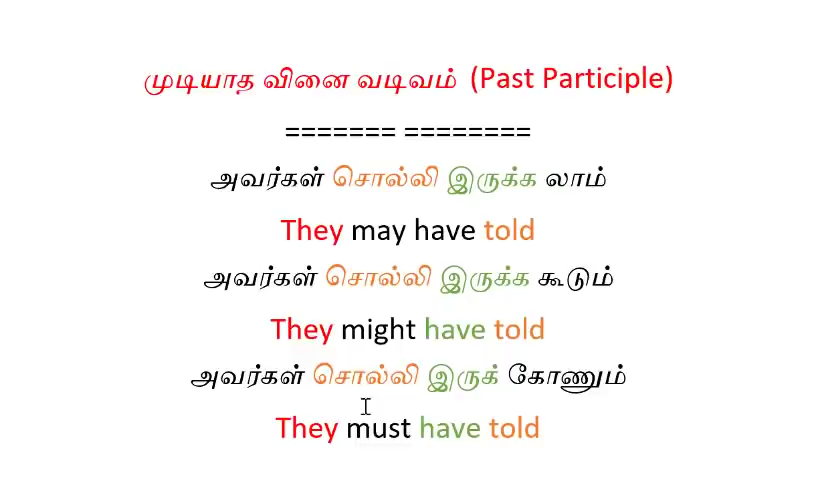 முடியாத வினை வடிவம் (Past Participle)
======= ========
அவர்கள் சொல்லி இருக்க லாம்
They may have told
அவர்கள் சொல்லி இருக்க கூடும்
They might have told
அவர்கள் சொல்லி இருக் கோணும்
They must have told